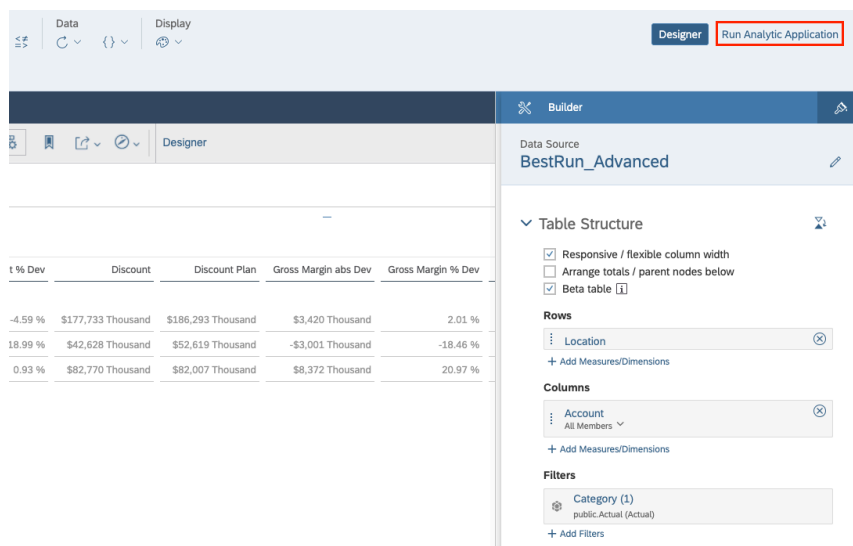 Data
Display
Designer
Run Analytic Application
Designer
t % Dev
Discount
Discount Plan
Gross Margin abs Dev
Gross Margin % Dev
-4.59 %
$177,733 Thousand
$186,293 Thousand
$3,420 Thousand
2.01 %
18.99 %
$42,628 Thousand
$52,619 Thousand
-$3,001 Thousand
-18.46 %
0.93 %
$82,770 Thousand
$82,007 Thousand
$8,372 Thousand
20.97 %
Builder
Data Source
BestRun_Advanced
Table Structure
Responsive / flexible column width
Arrange totals / parent nodes below
Beta table
Rows
Location
+ Add Measures/Dimensions
Columns
Account
All Members
+ Add Measures/Dimensions
Filters
Category (1)
public.Actual (Actual)
+ Add Filters